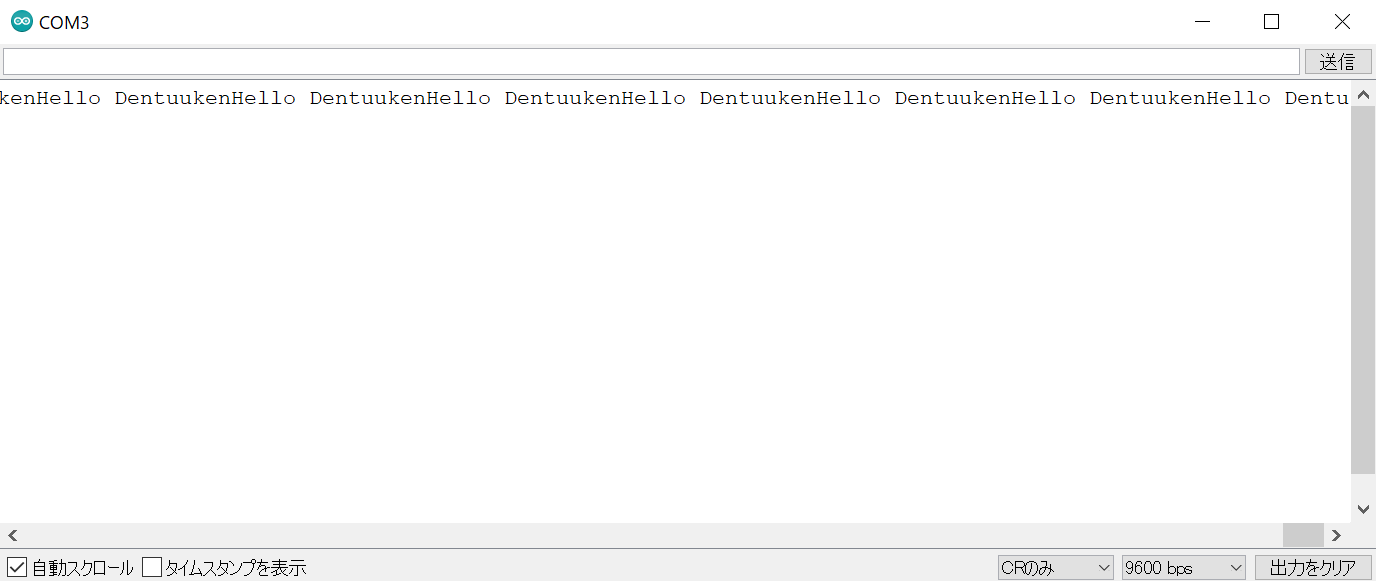 COM3
送信
kenHello DentuukenHello DentuukenHello DentuukenHello DentuukenHello DentuukenHello DentuukenHello Dentu
自動スクロール タイムスタンプを表示 CRのみ 9600 bps 出力をクリア